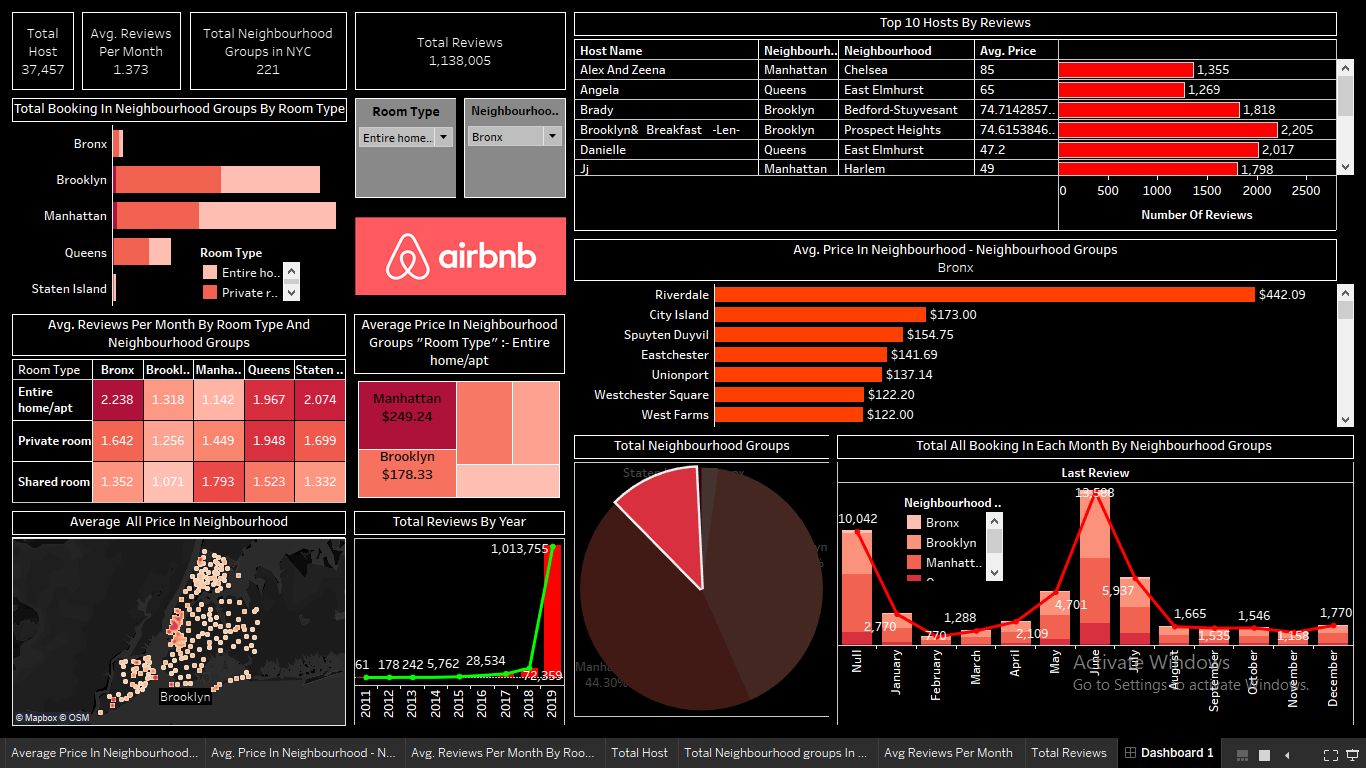 Total
Host
37,457
Avg. Reviews
Per Month
1.373
Total Neighbourhood
Groups in NYC
221
Total Reviews
1,138,005
Top 10 Hosts By Reviews
Host Name Neighbourh.. Neighbourhood Avg. Price
Alex And Zeena Manhattan Chelsea 85 1,355
Angela Queens East Elmhurst 65 1,269
Brady Brooklyn Bedford-Stuyvesant 74.7142857.. 1,818
Brooklyn& Breakfast -Len- Brooklyn Prospect Heights 74.6153846.. 2,205
Danielle Queens East Elmhurst 47.2 2,017
Jj Manhattan Harlem 49 1,798
0 500 1000 1500 2000 2500
Number Of Reviews
Total Booking In Neighbourhood Groups By Room Type
Bronx
Brooklyn
Manhattan
Queens
Staten Island
Room Type
Entire ho..
Private r..
Room Type
Entire home..
Neighbourhoo..
Bronx
airbnb
Avg. Price In Neighbourhood - Neighbourhood Groups
Bronx
Riverdale $442.09
City Island $173.00
Spuyten Duyvil $154.75
Eastchester $141.69
Unionport $137.14
Westchester Square $122.20
West Farms $122.00
Avg. Reviews Per Month By Room Type And
Neighbourhood Groups
Room Type Bronx Brookl.. Manha.. Queens Staten ..
Entire
home/apt 2.238 1.318 1.142 1.967 2.074
Private room 1.642 1.256 1.449 1.948 1.699
Shared room 1.352 1.071 1.793 1.523 1.332
Average Price In Neighbourhood
Groups "Room Type" :- Entire
home/apt
Manhattan
$249.24
Brooklyn
$178.33
Total Neighbourhood Groups
Manha
44.30%
Total All Booking In Each Month By Neighbourhood Groups
Last Review
Neighbourhood ..
Bronx
Brooklyn
Manhatt..
10,042
2,770
770
1,288
2,109
4,701
13,588
5,937
1,665
1,535
1,546
1,158
1,770
Null
January
February
March
April
May
June
July
August
September
October
November
December
Average All Price In Neighbourhood
Brooklyn
© Mapbox © OSM
Total Reviews By Year
61 178 242 5,762 28,534 72,359 1,013,755
2011 2012 2013 2014 2015 2016 2017 2018 2019
Activate Windows
Go to Settings to activate Windows.
Average Price In Neighbourhood... Avg. Price In Neighbourhood - N... Avg. Reviews Per Month By Roo... Total Host Total Neighbourhood groups In ... Avg Reviews Per Month Total Reviews Dashboard 1